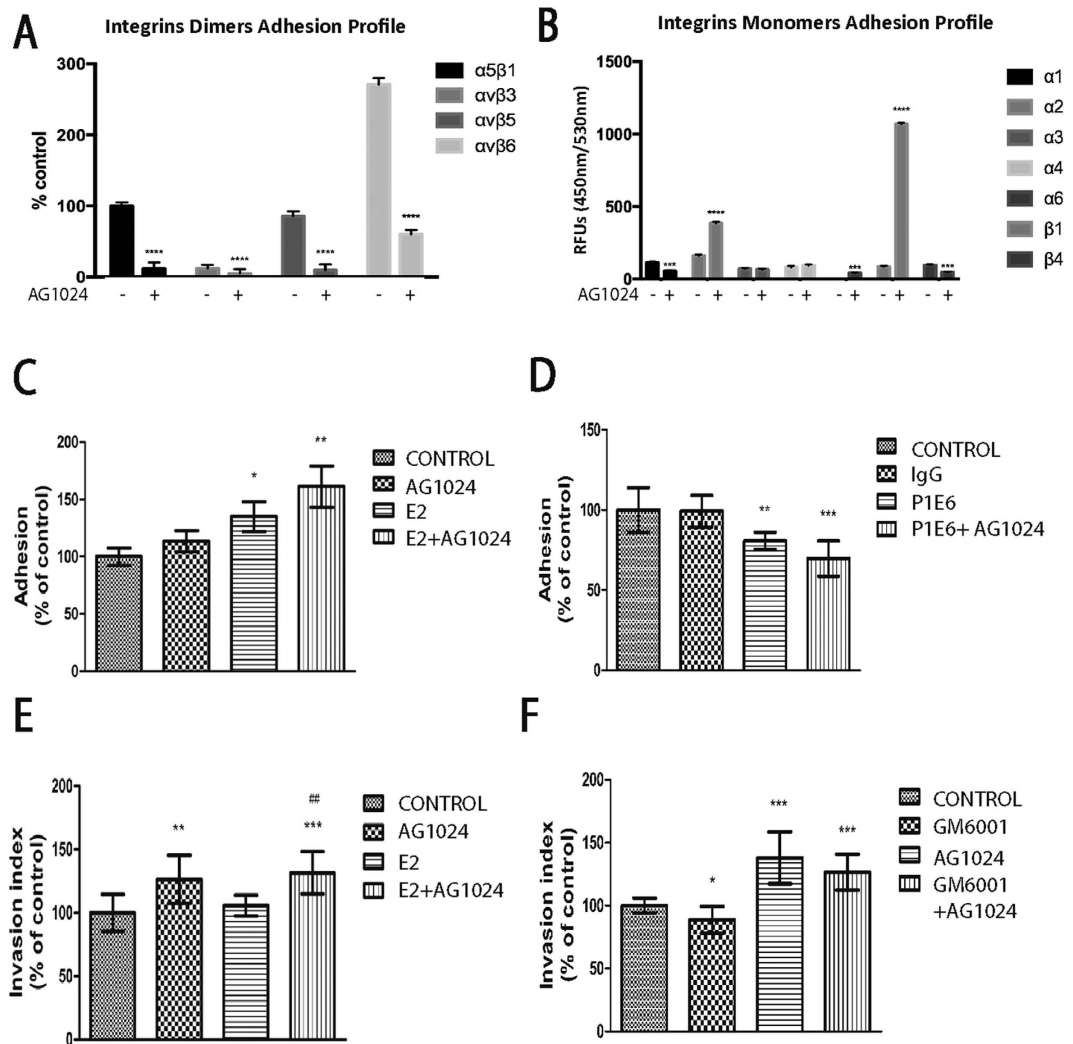 A
Integrins Dimers Adhesion Profile
300
200
100
0
% control
α5β1
αvβ3
αvβ5
αvβ6
****
****
****
****
AG1024 - + - + - + - +
B
Integrins Monomers Adhesion Profile
1500
1000
500
0
RFUs (450nm/530nm)
α1
α2
α3
α4
α6
β1
β4
***
****
***
****
***
AG1024 - + - + - + - + - + - + - +
C
200
150
100
50
0
Adhesion
(% of control)
*
**
CONTROL
AG1024
E2
E2+AG1024
D
150
100
50
0
Adhesion
(% of control)
**
***
CONTROL
IgG
P1E6
P1E6+ AG1024
E
200
150
100
50
0
Invasion index
(% of control)
**
##
***
CONTROL
AG1024
E2
E2+AG1024
F
200
150
100
50
0
Invasion index
(% of control)
*
***
***
CONTROL
GM6001
AG1024
GM6001
+AG1024